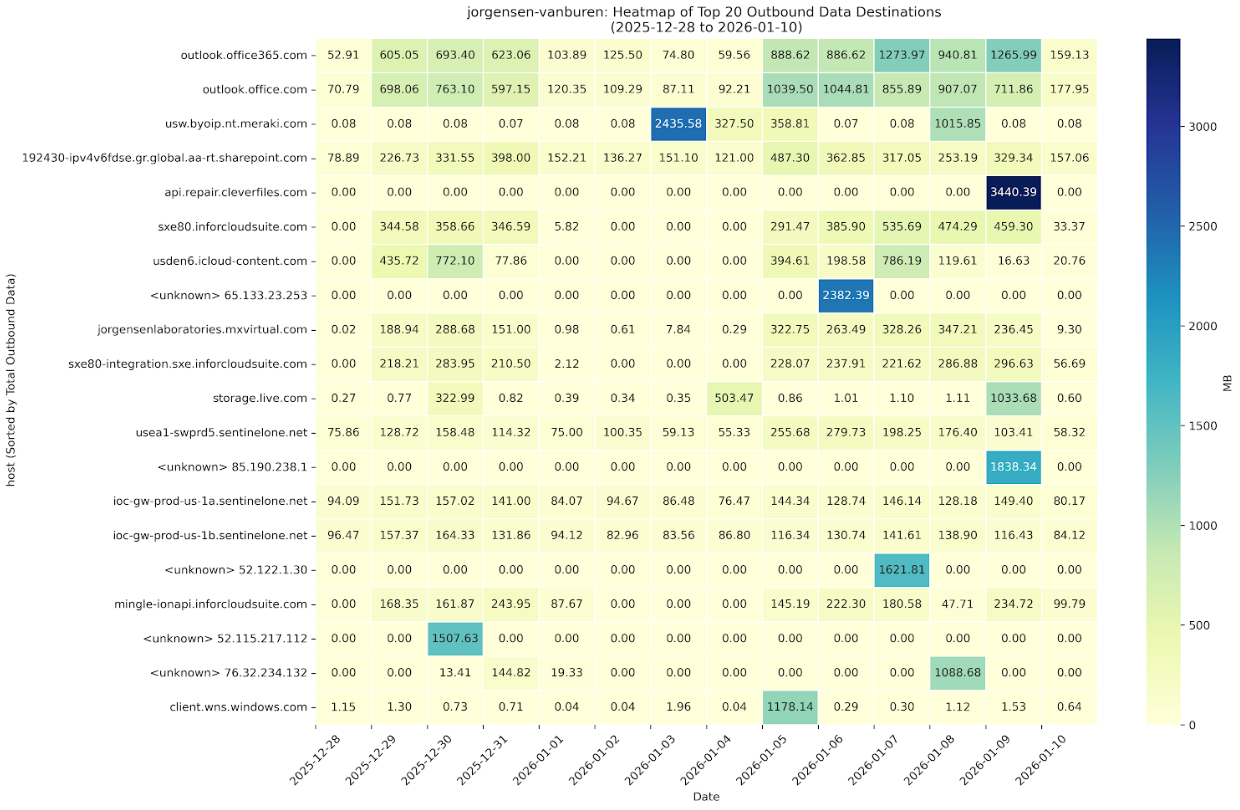 jorgensen-vanburen: Heatmap of Top 20 Outbound Data Destinations
(2025-12-28 to 2026-01-10)
host (Sorted by Total Outbound Data)
outlook.office365.com 52.91 605.05 693.40 623.06 103.89 125.50 74.80 59.56 888.62 886.62 1273.97 940.81 1265.99 159.13
outlook.office.com 70.79 698.06 763.10 597.15 120.35 109.29 87.11 92.21 1039.50 1044.81 855.89 907.07 711.86 177.95
usw.byoip.nt.meraki.com 0.08 0.08 0.08 0.07 0.08 0.08 2435.58 327.50 358.81 0.07 0.08 1015.85 0.08 0.08
192430-ipv4v6fdse.gr.global.aa-rt.sharepoint.com 78.89 226.73 331.55 398.00 152.21 136.27 151.10 121.00 487.30 362.85 317.05 253.19 329.34 157.06
api.repair.cleverfiles.com 0.00 0.00 0.00 0.00 0.00 0.00 0.00 0.00 0.00 0.00 0.00 0.00 3440.39 0.00
sxe80.inforcloudsuite.com 0.00 344.58 358.66 346.59 5.82 0.00 0.00 0.00 291.47 385.90 535.69 474.29 459.30 33.37
usden6.icloud-content.com 0.00 435.72 772.10 77.86 0.00 0.00 0.00 0.00 394.61 198.58 786.19 119.61 16.63 20.76
<unknown> 65.133.23.253 0.00 0.00 0.00 0.00 0.00 0.00 0.00 0.00 0.00 2382.39 0.00 0.00 0.00 0.00
jorgensenlaboratories.mxvirtual.com 0.02 188.94 288.68 151.00 0.98 0.61 7.84 0.29 322.75 263.49 328.26 347.21 236.45 9.30
sxe80-integration.sxe.inforcloudsuite.com 0.00 218.21 283.95 210.50 2.12 0.00 0.00 0.00 228.07 237.91 221.62 286.88 296.63 56.69
storage.live.com 0.27 0.77 322.99 0.82 0.39 0.34 0.35 503.47 0.86 1.01 1.10 1.11 1033.68 0.60
usea1-swprd5.sentinelone.net 75.86 128.72 158.48 114.32 75.00 100.35 59.13 55.33 255.68 279.73 198.25 176.40 103.41 58.32
<unknown> 85.190.238.1 0.00 0.00 0.00 0.00 0.00 0.00 0.00 0.00 0.00 0.00 0.00 0.00 1838.34 0.00
ioc-gw-prod-us-1a.sentinelone.net 94.09 151.73 157.02 141.00 84.07 94.67 86.48 76.47 144.34 128.74 146.14 128.18 149.40 80.17
ioc-gw-prod-us-1b.sentinelone.net 96.47 157.37 164.33 131.86 94.12 82.96 83.56 86.80 116.34 130.74 141.61 138.90 116.43 84.12
<unknown> 52.122.1.30 0.00 0.00 0.00 0.00 0.00 0.00 0.00 0.00 0.00 0.00 1621.81 0.00 0.00 0.00
mingle-ionapi.inforcloudsuite.com 0.00 168.35 161.87 243.95 87.67 0.00 0.00 0.00 145.19 222.30 180.58 47.71 234.72 99.79
<unknown> 52.115.217.112 0.00 0.00 1507.63 0.00 0.00 0.00 0.00 0.00 0.00 0.00 0.00 0.00 0.00 0.00
<unknown> 76.32.234.132 0.00 0.00 13.41 144.82 19.33 0.00 0.00 0.00 0.00 0.00 0.00 1088.68 0.00 0.00
client.wns.windows.com 1.15 1.30 0.73 0.71 0.04 0.04 1.96 0.04 1178.14 0.29 0.30 1.12 1.53 0.64
2025-12-28 2025-12-29 2025-12-30 2025-12-31 2026-01-01 2026-01-02 2026-01-03 2026-01-04 2026-01-05 2026-01-06 2026-01-07 2026-01-08 2026-01-09 2026-01-10
Date
3000
2500
2000
1500
1000
500
0
MB